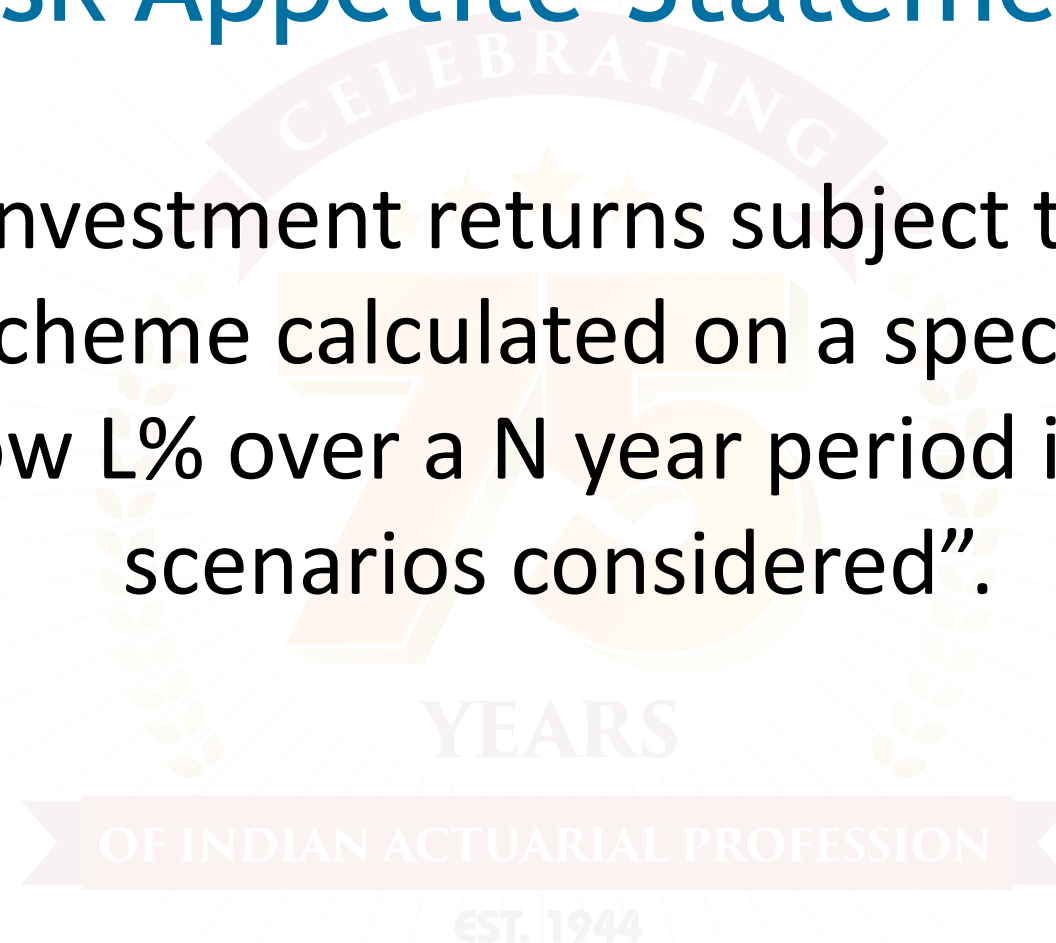 sk Appetite Stateme
CELEBRATING
nvestment returns subject t
cheme calculated on a spec
ow L% over a N year period i
scenarios considered”.
75
YEARS
OF INDIAN ACTUARIAL PROFESSION
EST. 1944